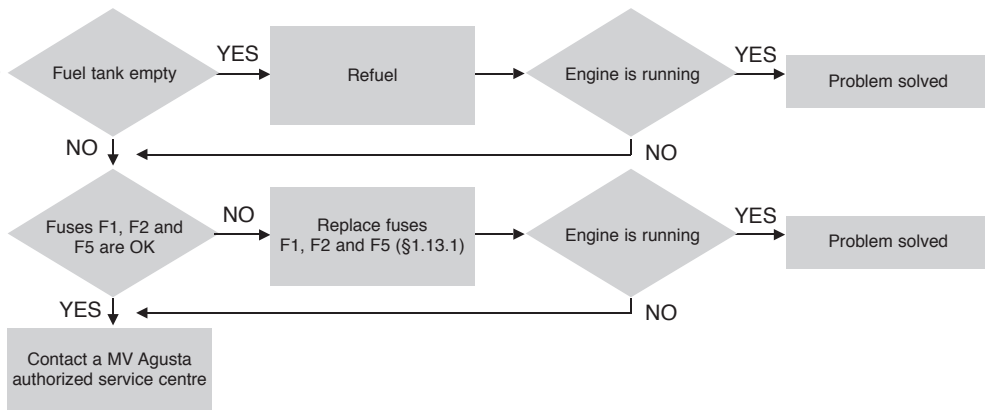 YES
YES
Fuel tank empty
Refuel
Engine is running
Problem solved
NO
NO
Fuses F1, F2 and
F5 are OK
NO
Replace fuses
F1, F2 and F5 (§1.13.1)
Engine is running
YES
Problem solved
YES
NO
Contact a MV Agusta
authorized service centre